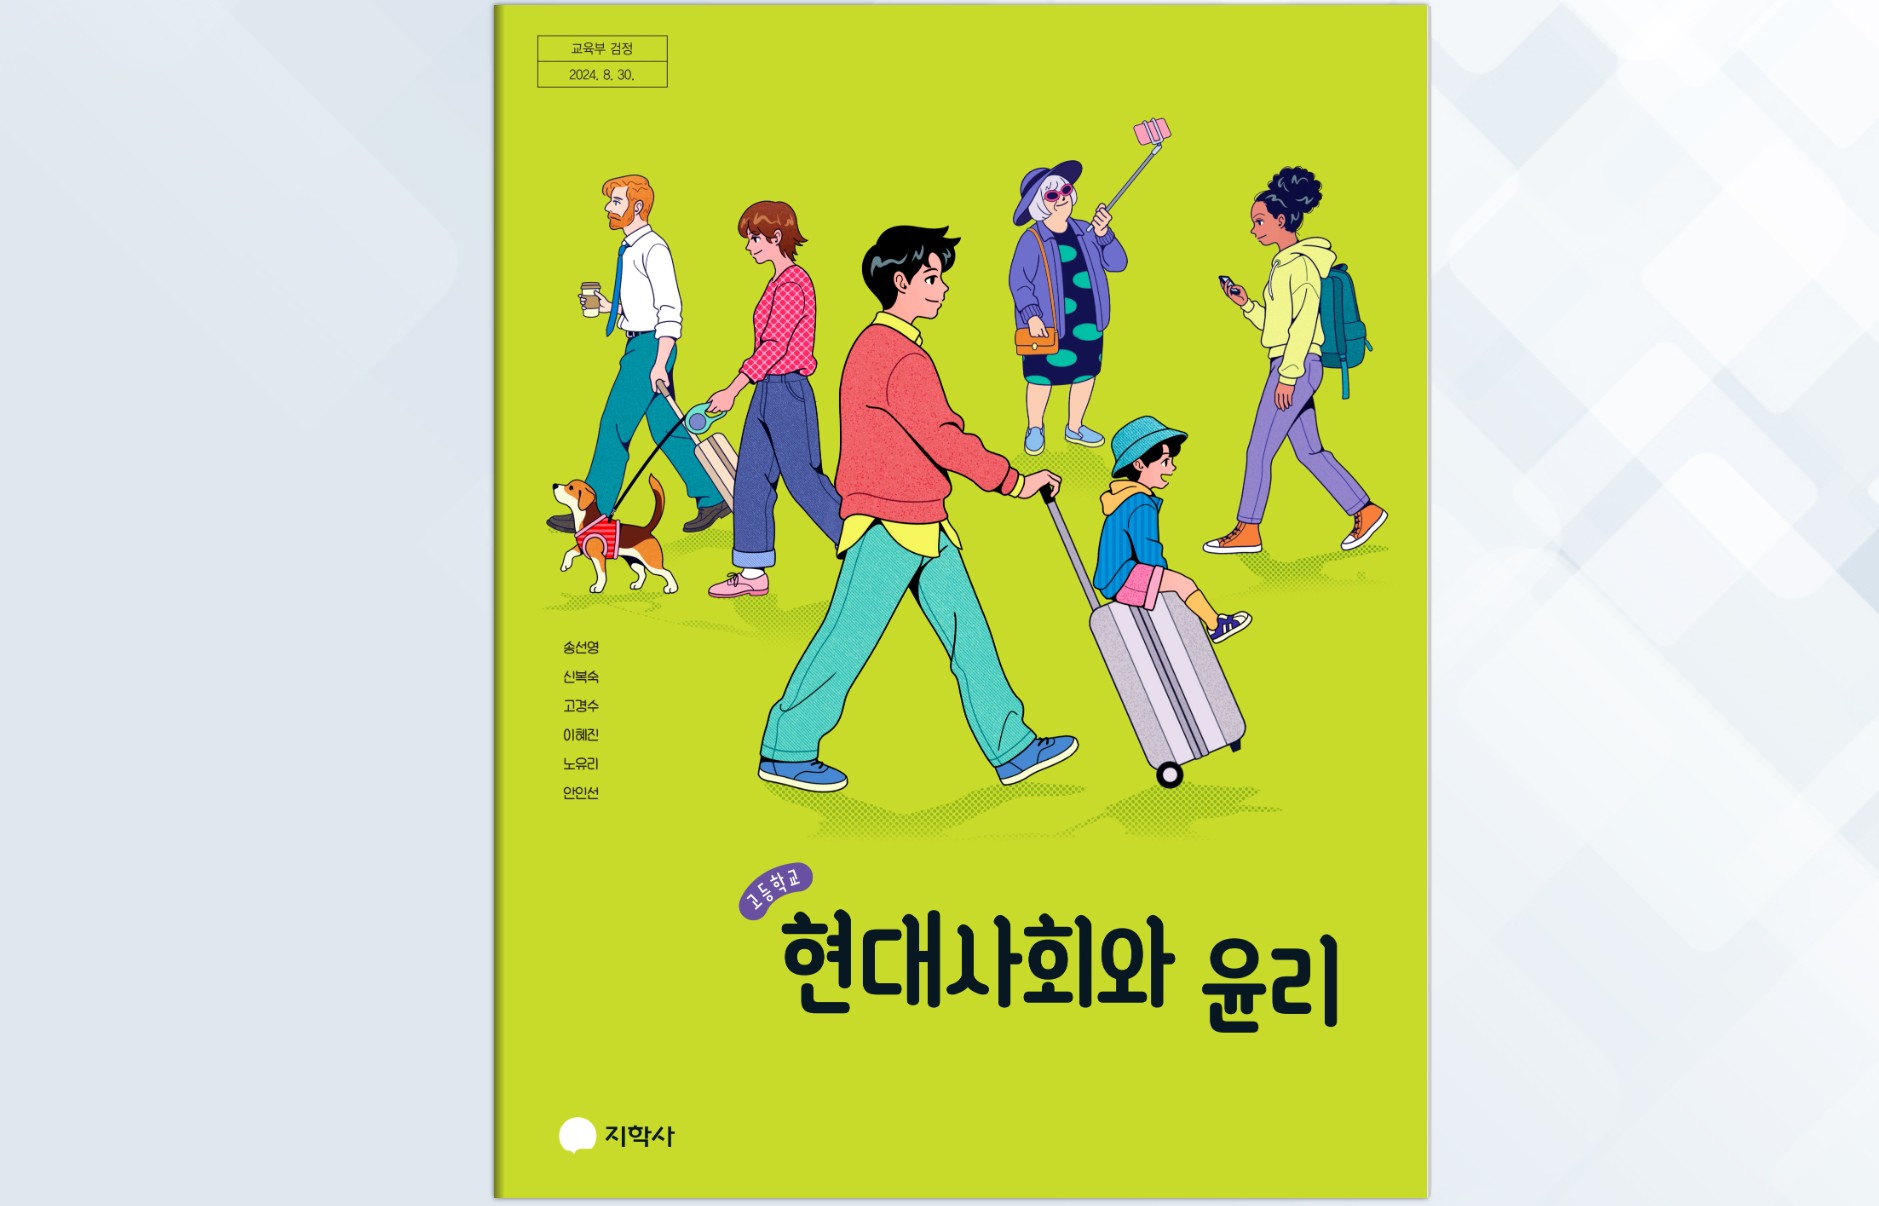 교육부 검정
2024. 8. 30.
송선영
신복숙
고경수
이혜진
노유리
안인선
고등학교
현대사회와 윤리
지학사